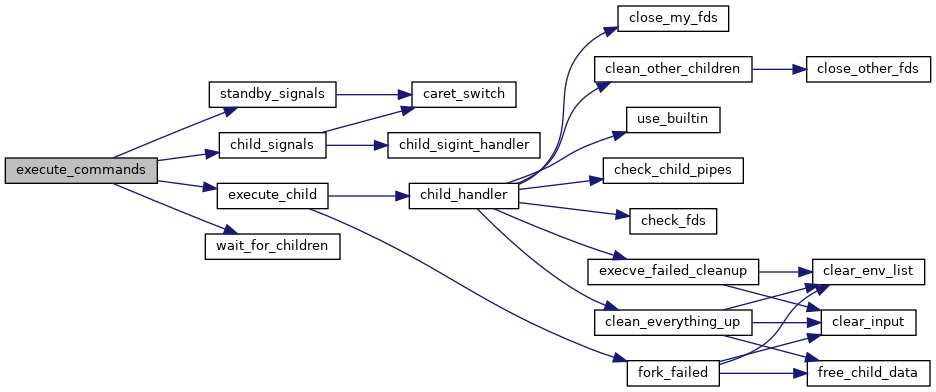 close_my_fds
clean_other_children
close_other_fds
standby_signals
caret_switch
use_builtin
child_signals
child_sigint_handler
execute_commands
check_child_pipes
execute_child
child_handler
check_fds
wait_for_children
execve_failed_cleanup
clear_env_list
clean_everything_up
clear_input
fork_failed
free_child_data